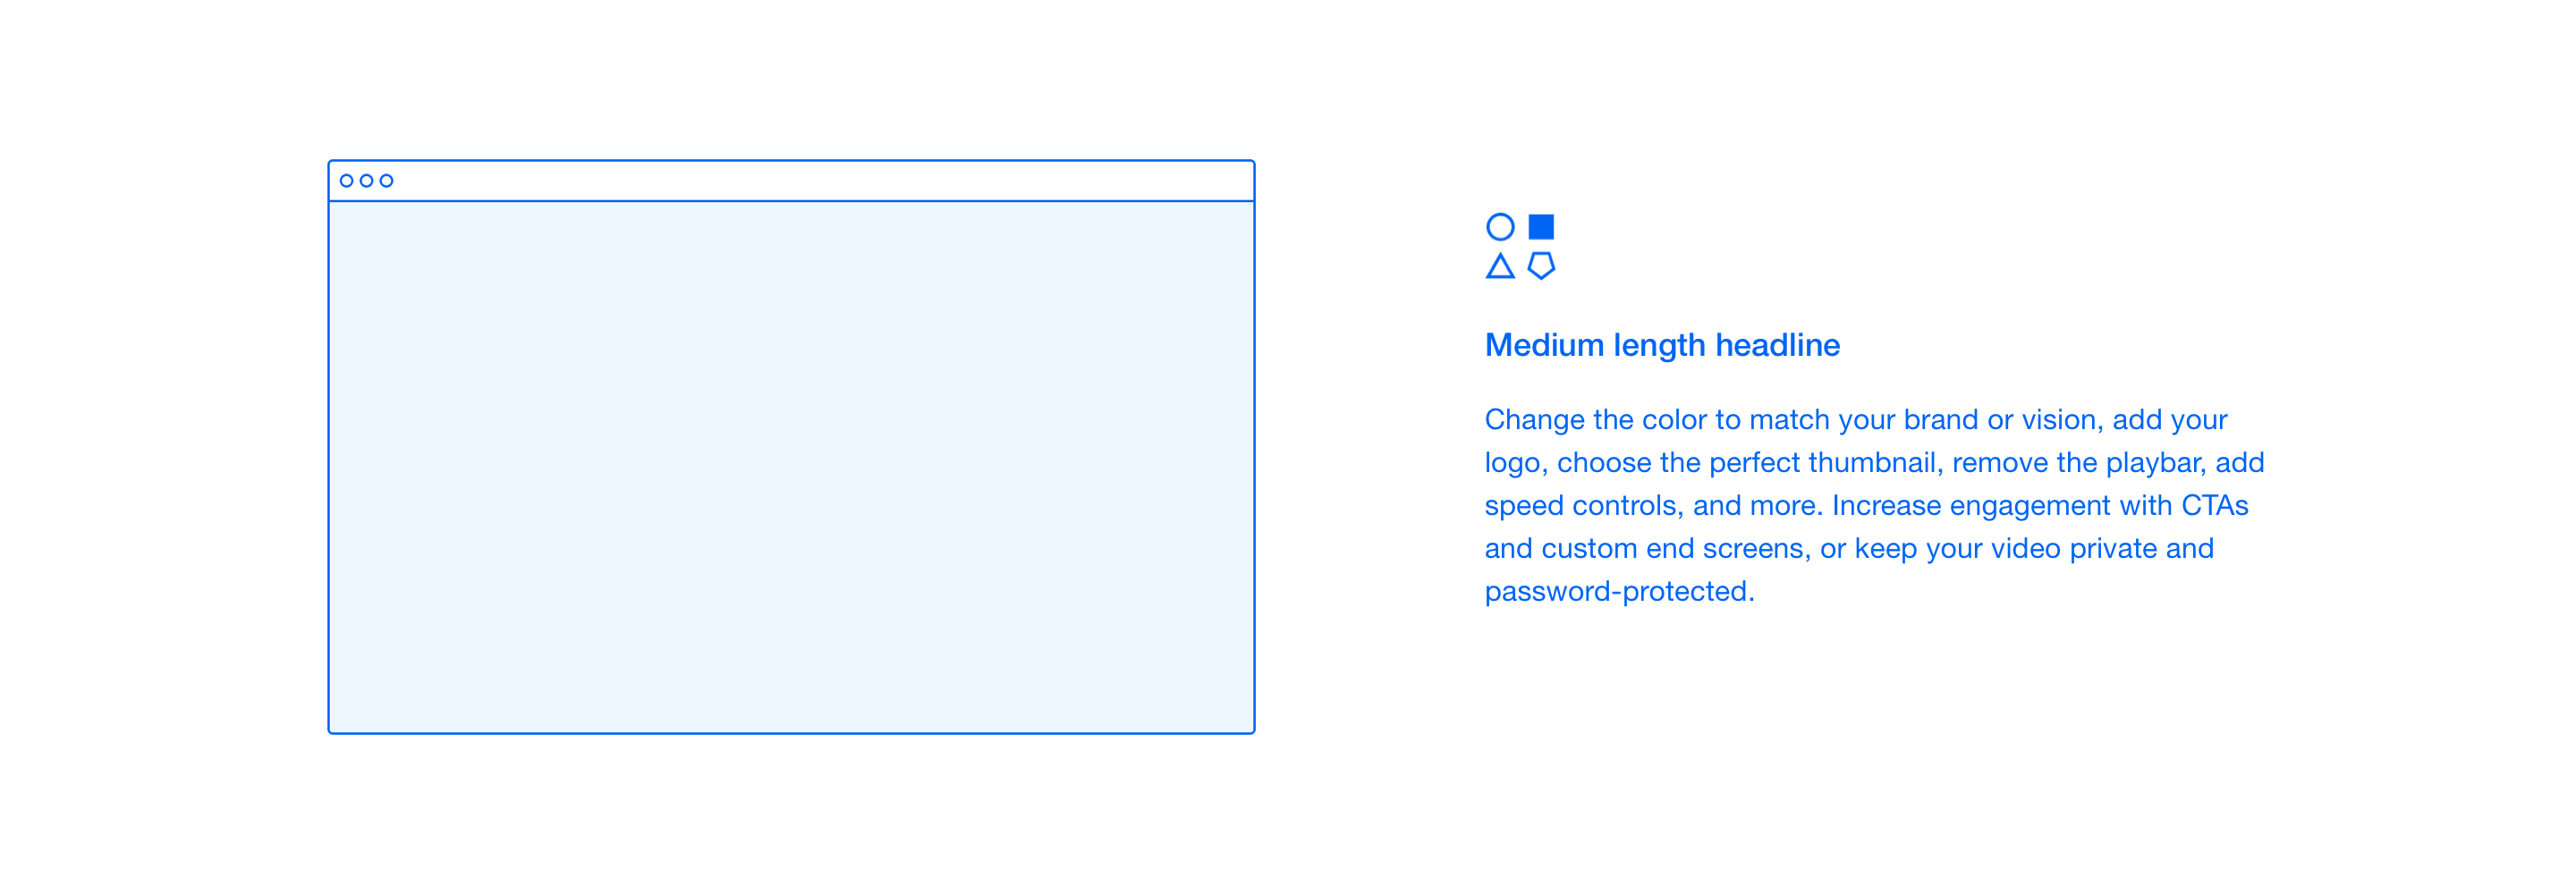 Medium length headline
Change the color to match your brand or vision, add your
logo, choose the perfect thumbnail, remove the playbar, add
speed controls, and more. Increase engagement with CTAs
and custom end screens, or keep your video private and
password-protected.